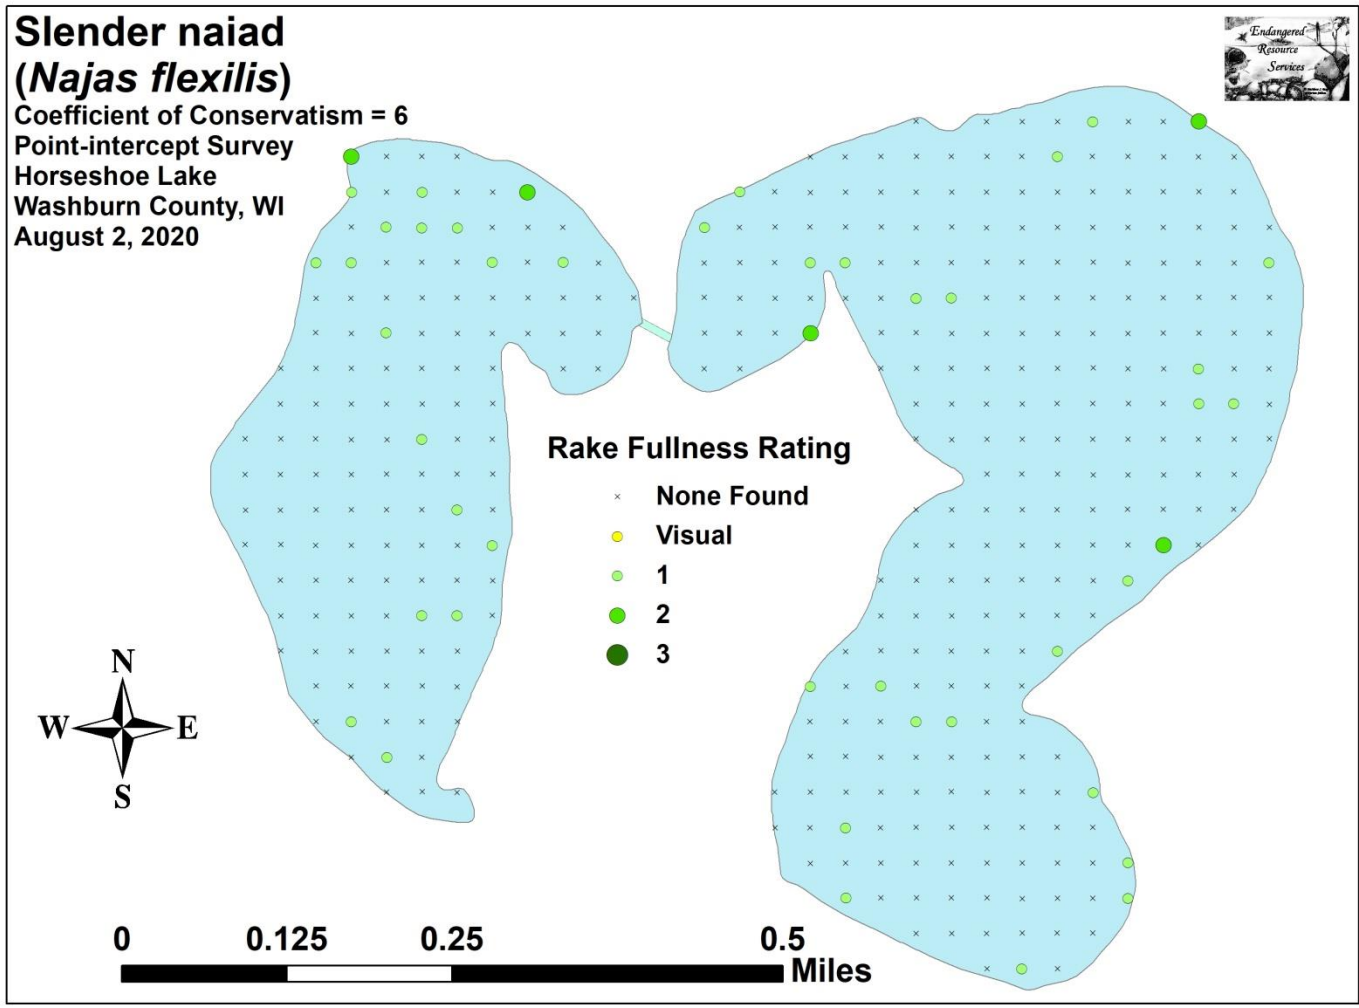 Slender naiad
(Najas flexilis)
Coefficient of Conservatism = 6
Point-intercept Survey
Horseshoe Lake
Washburn County, WI
August 2, 2020
Endangered
Resource
Services
Rake Fullness Rating
None Found
Visual
1
2
3
N
W E
S
0 0.125 0.25 0.5
Miles